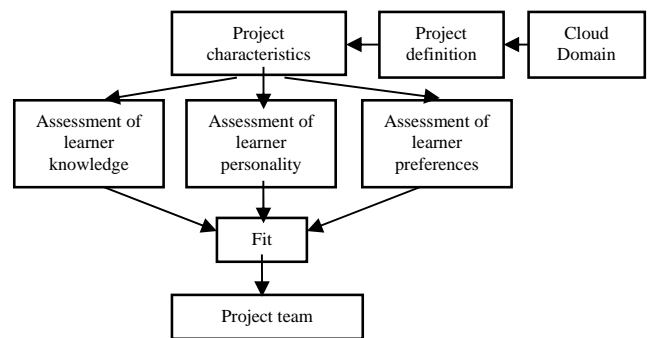 Project
characteristics
Project
definition
Cloud
Domain
Assessment of
learner
knowledge
Assessment of
learner
personality
Assessment of
learner
preferences
Fit
Project team